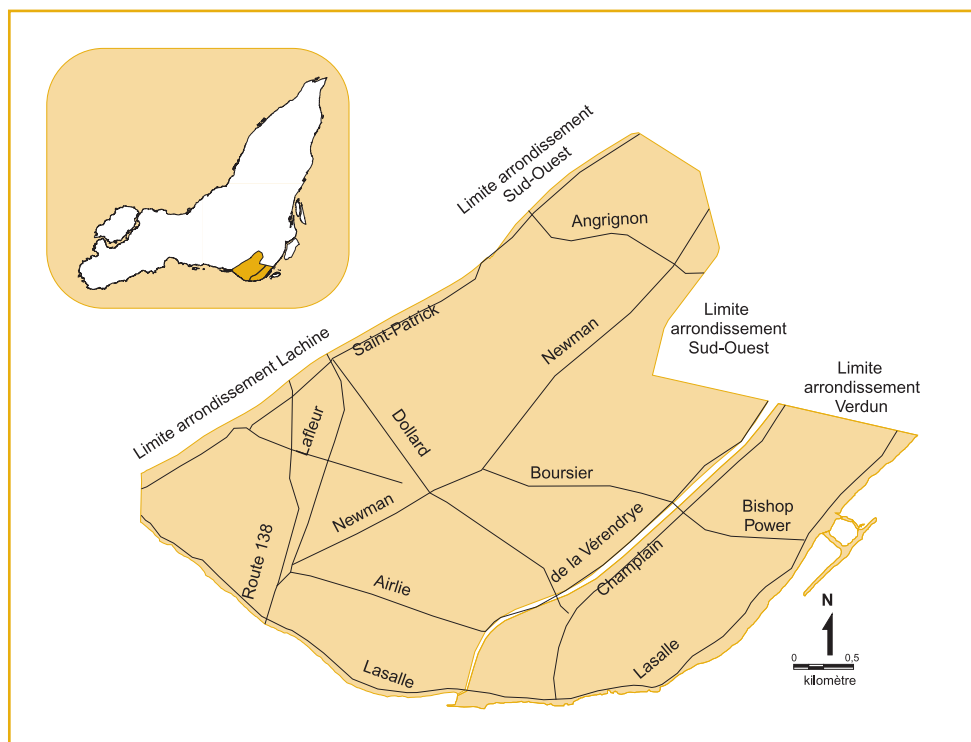 Limite arrondissement
Sud-Ouest
Angrignon
Limite
arrondissement
Sud-Ouest
Limite
arrondissement
Verdun
Limite arrondissement Lachine
Saint-Patrick
Newman
Lafleur
Dollard
Boursier
Newman
Bishop
Power
Route 138
de la Vérendrye
Champlain
Airlie
Lasalle
Lasalle
N
0 0,5
kilomètre